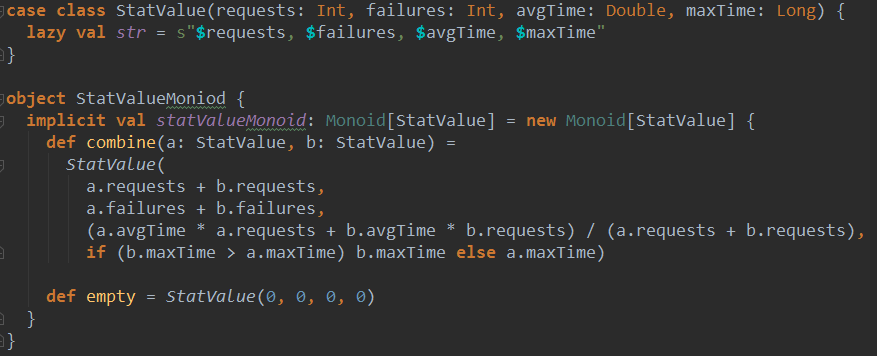 case class StatValue(requests: Int, failures: Int, avgTime: Double, maxTime: Long) {
  lazy val str = s"$requests, $failures, $avgTime, $maxTime"
}

object StatValueMoniod {
  implicit val statValueMonoid: Monoid[StatValue] = new Monoid[StatValue] {
    def combine(a: StatValue, b: StatValue) =
      StatValue(
        a.requests + b.requests,
        a.failures + b.failures,
        (a.avgTime * a.requests + b.avgTime * b.requests) / (a.requests + b.requests),
        if (b.maxTime > a.maxTime) b.maxTime else a.maxTime)

    def empty = StatValue(0, 0, 0, 0)
  }
}